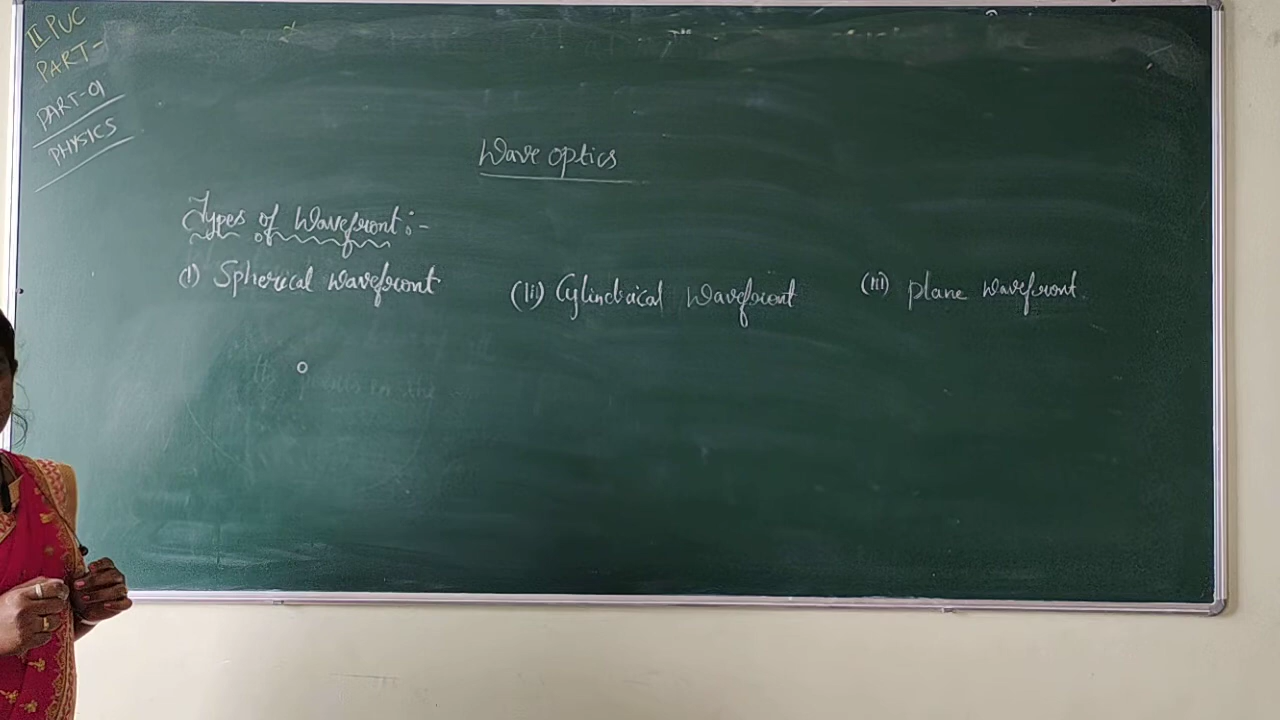 II PUC
PART-
PART-01
PHYSICS
Wave optics
Types of Wavefront:-
(i) Spherical wavefront
(ii) Cylindrical Wavefront
(iii) plane wavefront.